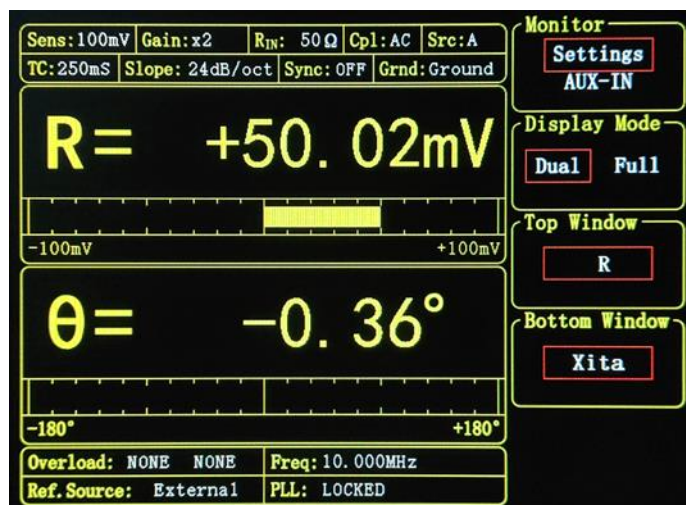 Sens:100mV Gain:x2 RIN: 50Ω Cpl:AC Src:A
TC:250mS Slope: 24dB/oct Sync:OFF Grnd:Ground
R= +50.02mV
-100mV +100mV
θ= -0.36°
-180° +180°
Overload: NONE NONE Freq:10.000MHz
Ref.Source: External PLL: LOCKED
Monitor
Settings
AUX-IN
Display Mode
Dual Full
Top Window
R
Bottom Window
Xita